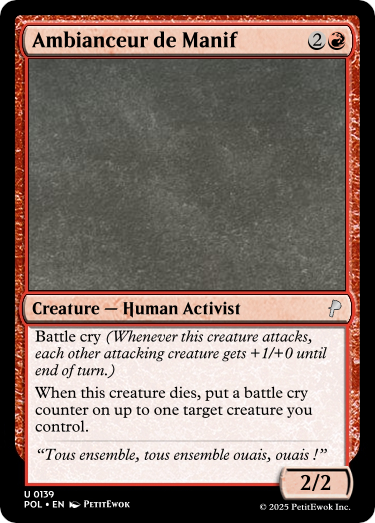 Ambianceur de Manif 2
Creature — Human Activist
Battle cry (Whenever this creature attacks,
each other attacking creature gets +1/+0 until
end of turn.)
When this creature dies, put a battle cry
counter on up to one target creature you
control.
“Tous ensemble, tous ensemble ouais, ouais !”
2/2
U 0139
POL • EN PetitEwok
© 2025 PetitEwok Inc.